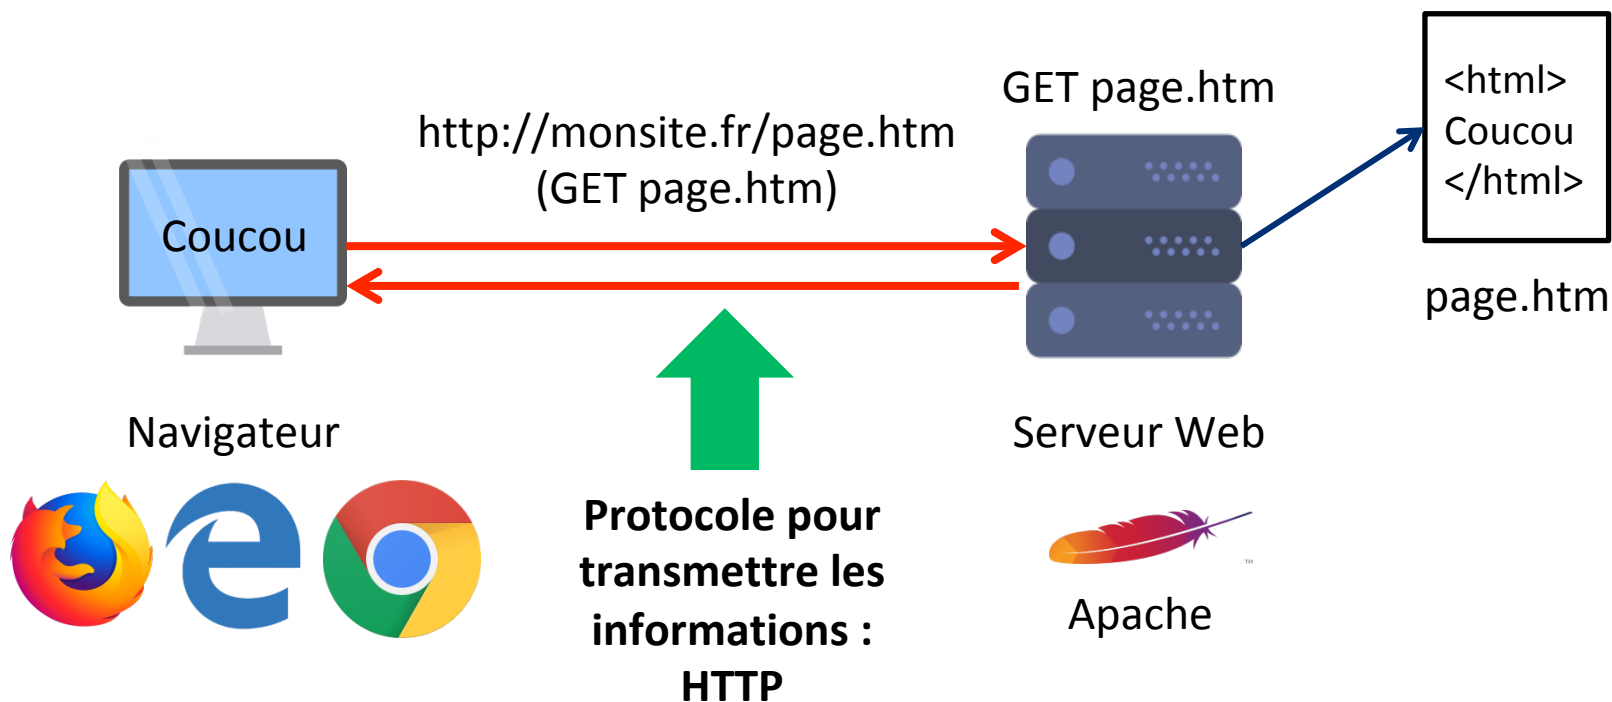 GET page.htm
<html>
Coucou
</html>
http://monsite.fr/page.htm
(GET page.htm)
Coucou
page.htm
Navigateur
Serveur Web
Protocole pour
transmettre les
informations :
HTTP
TM
Apache